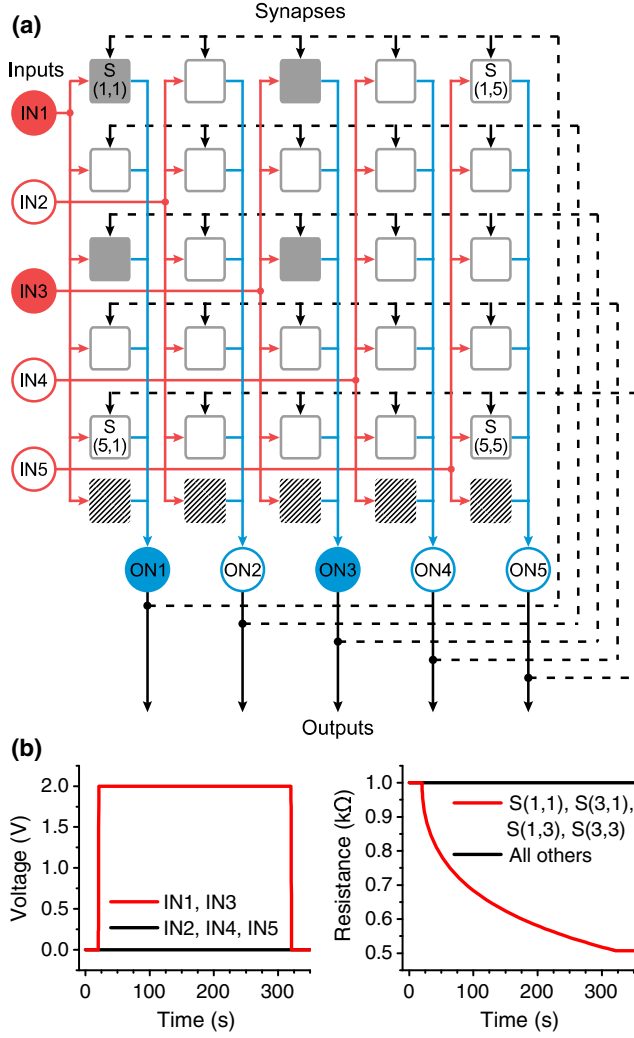 (a)
Synapses
Inputs
S
(1,1)
S
(1,5)
IN1
IN2
IN3
IN4
S
(5,1)
S
(5,5)
IN5
ON1 ON2 ON3 ON4 ON5
Outputs
(b)
Voltage (V)
2.0
1.5
1.0
0.5
0.0
IN1, IN3
IN2, IN4, IN5
0 100 200 300
Time (s)
Resistance (kΩ)
1.0
0.9
0.8
0.7
0.6
0.5
S(1,1), S(3,1),
S(1,3), S(3,3)
All others
0 100 200 300
Time (s)